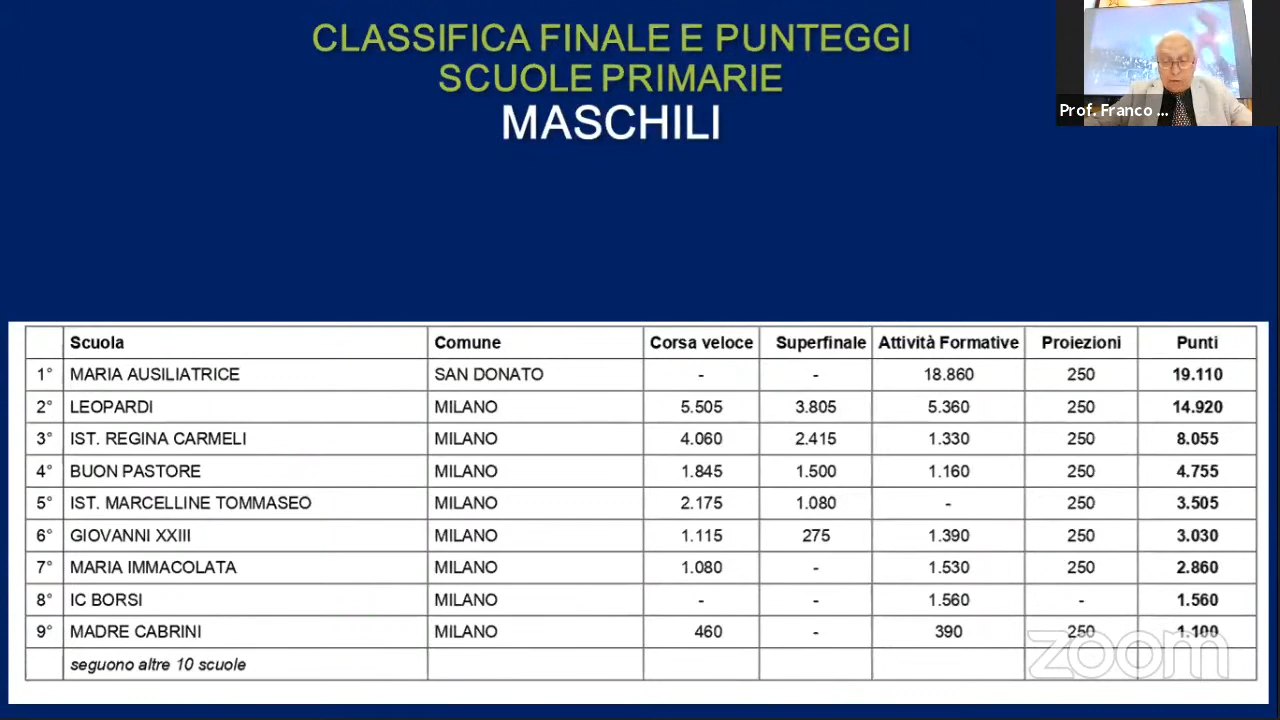 CLASSIFICA FINALE E PUNTEGGI
SCUOLE PRIMARIE
MASCHILI
Prof. Franco ...
Scuola Comune Corsa veloce Superfinale Attività Formative Proiezioni Punti
1° MARIA AUSILIATRICE SAN DONATO - - 18.860 250 19.110
2° LEOPARDI MILANO 5.505 3.805 5.360 250 14.920
3° IST. REGINA CARMELI MILANO 4.060 2.415 1.330 250 8.055
4° BUON PASTORE MILANO 1.845 1.500 1.160 250 4.755
5° IST. MARCELLINE TOMMASEO MILANO 2.175 1.080 - 250 3.505
6° GIOVANNI XXIII MILANO 1.115 275 1.390 250 3.030
7° MARIA IMMACOLATA MILANO 1.080 - 1.530 250 2.860
8° IC BORSI MILANO - - 1.560 - 1.560
9° MADRE CABRINI MILANO 460 - 390 250 1.100
seguono altre 10 scuole
zoom